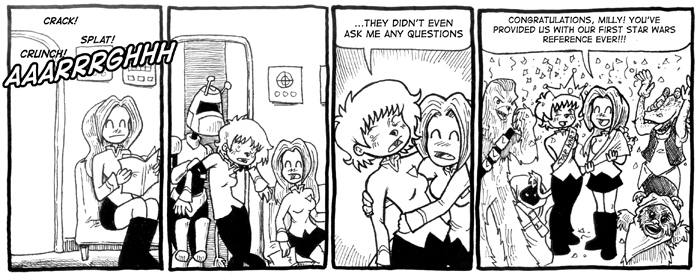 CRACK!
SPLAT!
CRUNCH!
AAARRRGHHH
...THEY DIDN'T EVEN
ASK ME ANY QUESTIONS
CONGRATULATIONS, MILLY! YOU'VE
PROVIDED US WITH OUR FIRST STAR WARS
REFERENCE EVER!!!